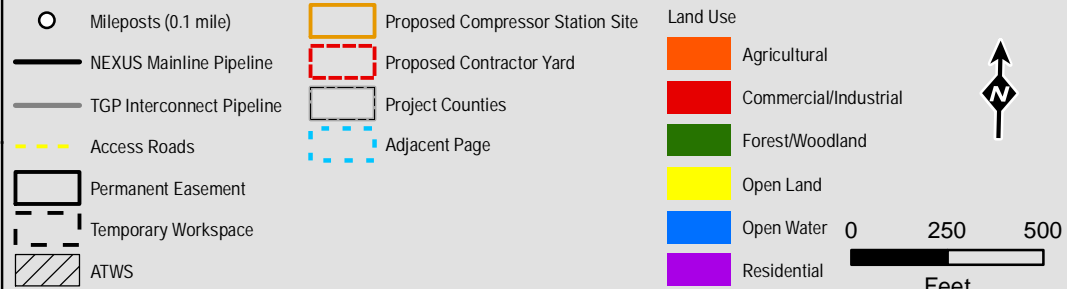 Mileposts (0.1 mile)
NEXUS Mainline Pipeline
TGP Interconnect Pipeline
Access Roads
Permanent Easement
Temporary Workspace
ATWS
Proposed Compressor Station Site
Proposed Contractor Yard
Project Counties
Adjacent Page
Land Use
Agricultural
Commercial/Industrial
Forest/Woodland
Open Land
Open Water
Residential
N
0 250 500
Feet